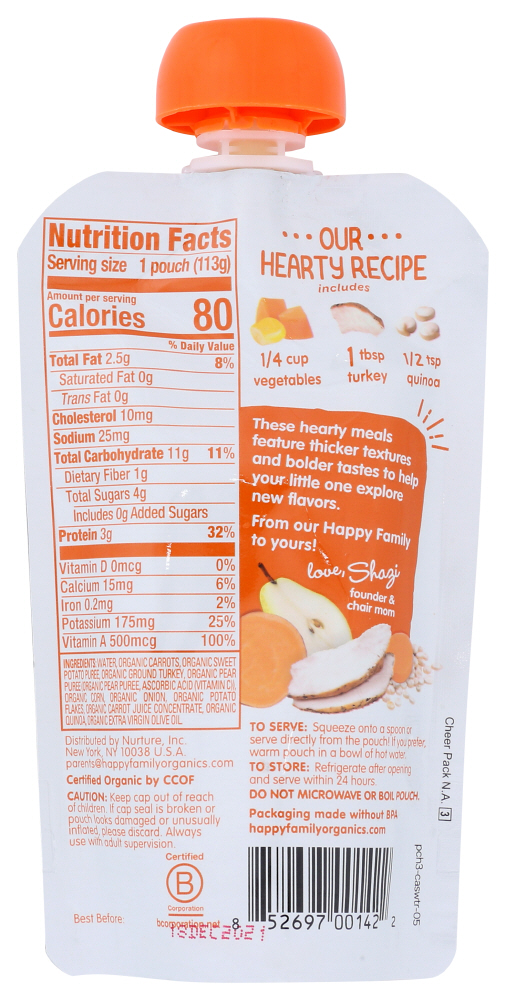 Nutrition Facts
Serving size 1 pouch (113g)
Amount per serving
Calories 80
% Daily Value
Total Fat 2.5g 8%
Saturated Fat 0g
Trans Fat 0g
Cholesterol 10mg
Sodium 25mg
Total Carbohydrate 11g 11%
Dietary Fiber 1g
Total Sugars 4g
Includes 0g Added Sugars
Protein 3g 32%
Vitamin D 0mcg 0%
Calcium 15mg 6%
Iron 0.2mg 2%
Potassium 175mg 25%
Vitamin A 500mcg 100%
INGREDIENTS WATER, ORGANIC CARROTS, ORGANIC SWEET
POTATO PUREE, ORGANIC GROUND TURKEY, ORGANIC PEAR
PUREE (ORGANIC PEAR PUREE, ASCORBIC ACID (VITAMIN C)),
ORGANIC CORN, ORGANIC ONION, ORGANIC POTATO
FLAKES, ORGANIC CARROT JUICE CONCENTRATE, ORGANIC
QUINOA, ORGANIC EXTRA VIRGIN OLIVE OIL.
Distributed by Nurture, Inc.
New York, NY 10038 U.S.A.
parents@happyfamilyorganics.com
Certified Organic by CCOF
CAUTION: Keep cap out of reach
of children. If cap seal is broken or
pouch looks damaged or unusually
inflated, please discard. Always
use with adult supervision.
Certified
B
Corporation
bcorporation.net
Best Before:
18DEC2021
•••OUR•••
HEARTY RECIPE
includes
1/4 cup
vegetables
1 tbsp
turkey
1/2 tsp
quinoa
These hearty meals
feature thicker textures
and bolder tastes to help
your little one explore
new flavors.
From our Happy Family
to yours!
love, Shazi
founder &
chair mom
TO SERVE: Squeeze onto a spoon or
serve directly from the pouch! If you prefer,
warm pouch in a bowl of hot water.
TO STORE: Refrigerate after opening
and serve within 24 hours.
DO NOT MICROWAVE OR BOIL POUCH.
Packaging made without BPA
happyfamilyorganics.com
8 52697 00142 2
Cheer Pack N.A. 3
pch3-caswtr-05